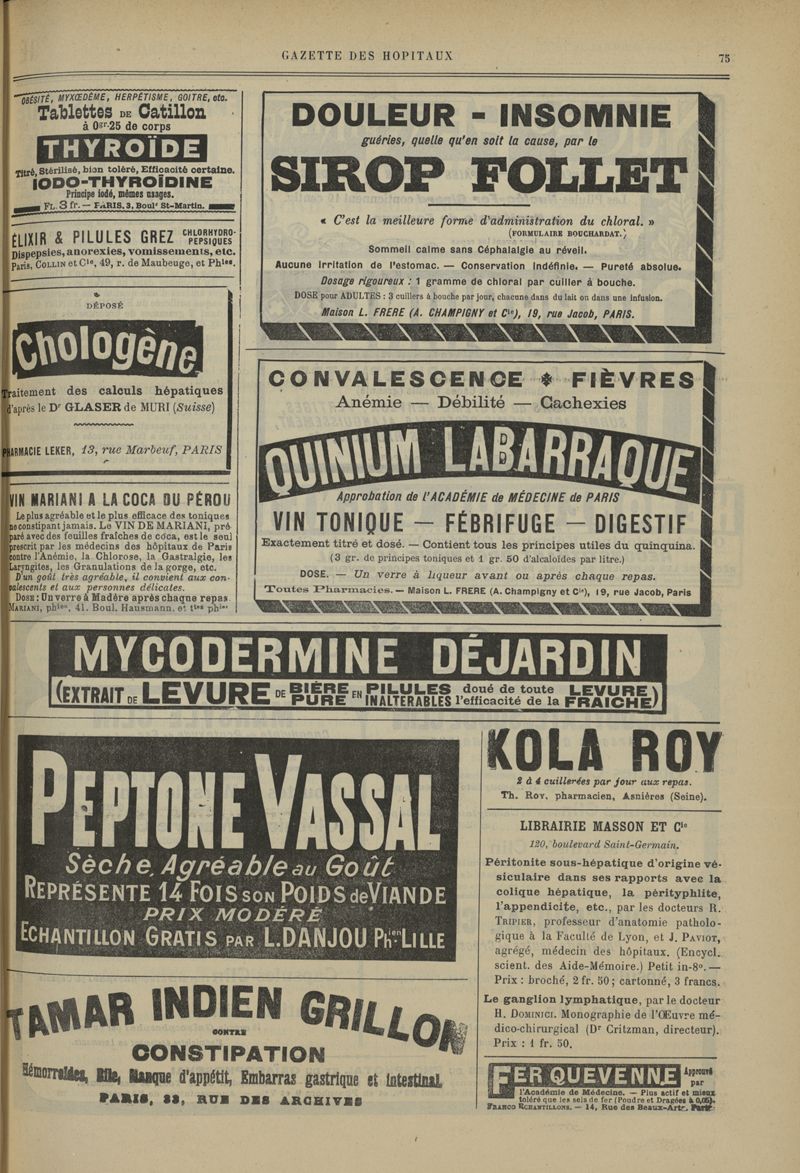 GAZETTE DES HOPITAUX
75
OBÉSITÉ, MYXŒDÈME, HERPÉTISME, GOITRE, etc.
Tablettes DE Catillon
à 0gr.25 de corps
THYROÏDE
Titré, Stérilisé, bien toléré, Efficacité certaine.
IODO-THYROÏDINE
Principe iodé, mêmes usages.
FL. 3 fr. — PARIS. 3, Boulᵗ Sᵗ-Martin.
ÉLIXIR & PILULES GREZ CHLORHYDRO-PEPSIQUES
Dispepsies, anorexies, vomissements, etc.
Paris, COLLIN et Cⁱᵉ, 49, r. de Maubeuge, et Phⁱᵉˢ.
DÉPOSÉ
Chologène
Traitement des calculs hépatiques
d'après le Dʳ GLASER de MURI (Suisse)
PHARMACIE LEKER, 13, rue Marbeuf, PARIS
VIN MARIANI A LA COCA DU PÉROU
Le plus agréable et le plus efficace des toniques
ne constipant jamais. Le VIN DE MARIANI, pré
paré avec des feuilles fraîches de coca, est le seul
prescrit par les médecins des hôpitaux de Paris
contre l'Anémie, la Chlorose, la Gastralgie, les
Laryngites, les Granulations de la gorge, etc.
D'un goût très agréable, il convient aux con-
valescents et aux personnes délicates.
DOSE: Un verre à Madère après chaque repas
MARIANI, phⁱᵉⁿ, 41. Boul. Hausmann. et tᵗᵉˢ phⁱᵉˢ
DOULEUR - INSOMNIE
guéries, quelle qu'en soit la cause, par le
SIROP FOLLET
« C'est la meilleure forme d'administration du chloral. »
(FORMULAIRE BOUCHARDAT.)
Sommeil calme sans Céphalalgie au réveil.
Aucune Irritation de l'estomac. — Conservation indéfinie. — Pureté absolue.
Dosage rigoureux : 1 gramme de chloral par cuiller à bouche.
DOSE pour ADULTES : 3 cuillers à bouche par jour, chacune dans du lait ou dans une infusion.
Maison L. FRERE (A. CHAMPIGNY et Cⁱᵉ), 19, rue Jacob, PARIS.
CONVALESCENCE FIÈVRES
Anémie — Débilité — Cachexies
QUINIUM LABARRAQUE
Approbation de l'ACADÉMIE de MÉDECINE de PARIS
VIN TONIQUE — FÉBRIFUGE — DIGESTIF
Exactement titré et dosé. — Contient tous les principes utiles du quinquina.
(3 gr. de principes toniques et 1 gr. 50 d'alcaloïdes par litre.)
DOSE. — Un verre à liqueur avant ou après chaque repas.
Toutes Pharmacies. — Maison L. FRERE (A. Champigny et Cⁱᵉ), 19, rue Jacob, Paris
MYCODERMINE DÉJARDIN
(EXTRAIT DE LEVURE DE BIÈRE PURE EN PILULES INALTERABLES doué de toute l'efficacité de la LEVURE FRAICHE)
PEPTONE VASSAL
Sèche, Agréable au Goût
REPRÉSENTE 14 FOIS SON POIDS de VIANDE
PRIX MODÉRÉ
ECHANTILLON GRATIS PAR L. DANJOU Phⁱᵉⁿ LILLE
TAMAR INDIEN GRILLON
CONTRE
CONSTIPATION
Hémorroïdes, Bile, Manque d'appétit, Embarras gastrique et intestinal
PARIS, 33, RUE DES ARCHIVES
KOLA ROY
2 à 4 cuillerées par jour aux repas.
Th. ROY, pharmacien, Asnières (Seine).
LIBRAIRIE MASSON ET Cⁱᵉ
120, boulevard Saint-Germain.
Péritonite sous-hépatique d'origine vé-
siculaire dans ses rapports avec la
colique hépatique, la pérityphlite,
l'appendicite, etc., par les docteurs R.
TRIPIER, professeur d'anatomie patholo-
gique à la Faculté de Lyon, et J. PAVIOT,
agrégé, médecin des hôpitaux. (Encycl.
scient. des Aide-Mémoire.) Petit in-8º. —
Prix : broché, 2 fr. 50 ; cartonné, 3 francs.
Le ganglion lymphatique, par le docteur
H. DOMINICI. Monographie de l'Œuvre mé-
dico-chirurgical (Dʳ Critzman, directeur).
Prix : 1 fr. 50.
FER QUEVENNE Approuvé par
l'Académie de Médecine. — Plus actif et mieux
toléré que les sels de fer (Poudre et Dragées à 0,05).
FRANCO ECHANTILLONS. — 14, Rue des Beaux-Arts, Paris